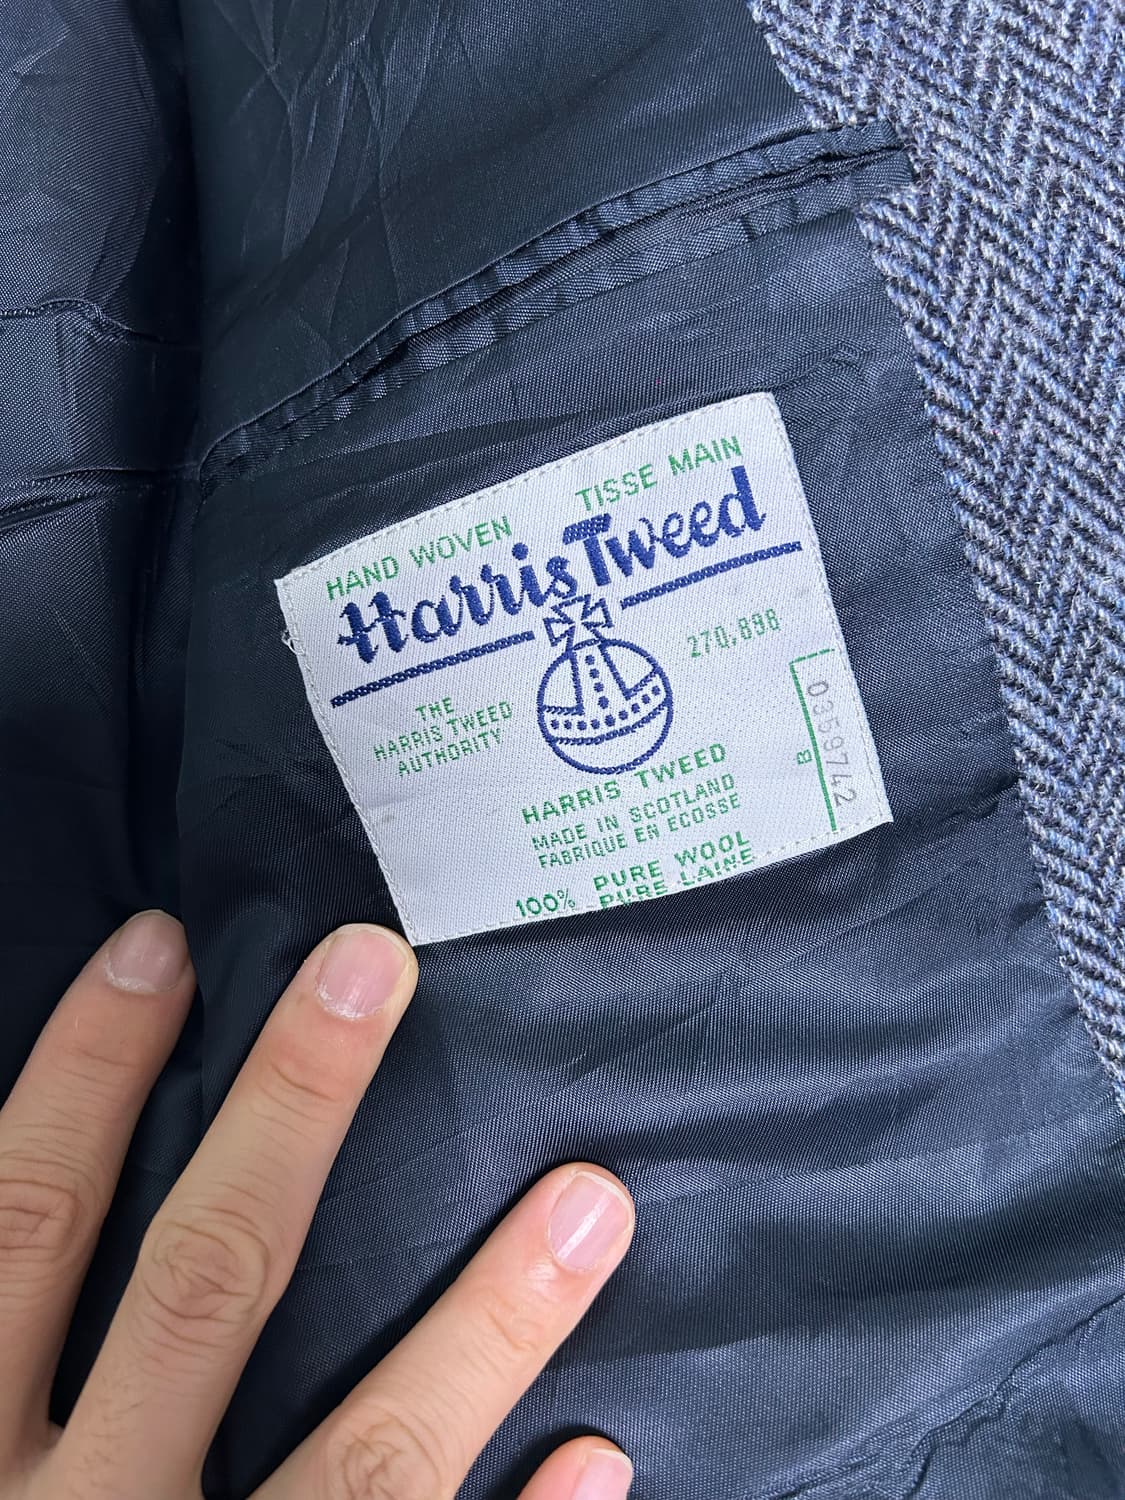 HAND WOVEN TISSE MAIN
Harris Tweed
270,898
THE
HARRIS TWEED
AUTHORITY
HARRIS TWEED
MADE IN SCOTLAND
FABRIQUE EN ECOSSE
100% PURE WOOL
PURE LAINE
B
0359742